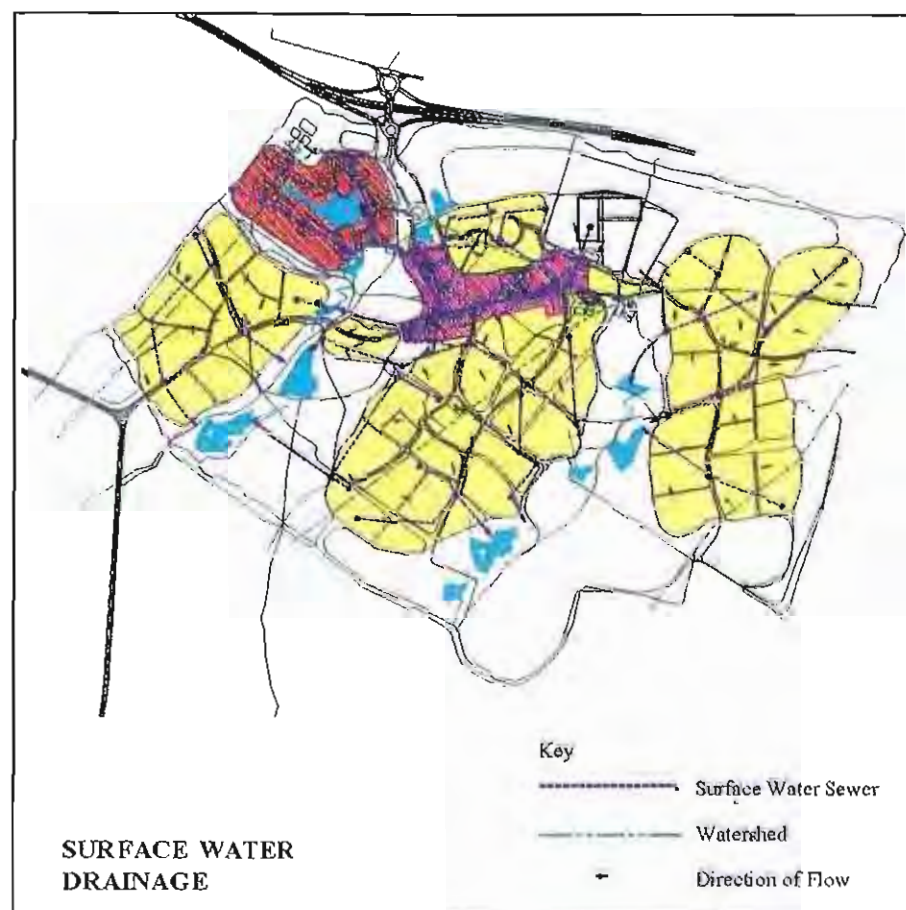 Key
Surface Water Sewer
Watershed
Direction of Flow
SURFACE WATER
DRAINAGE